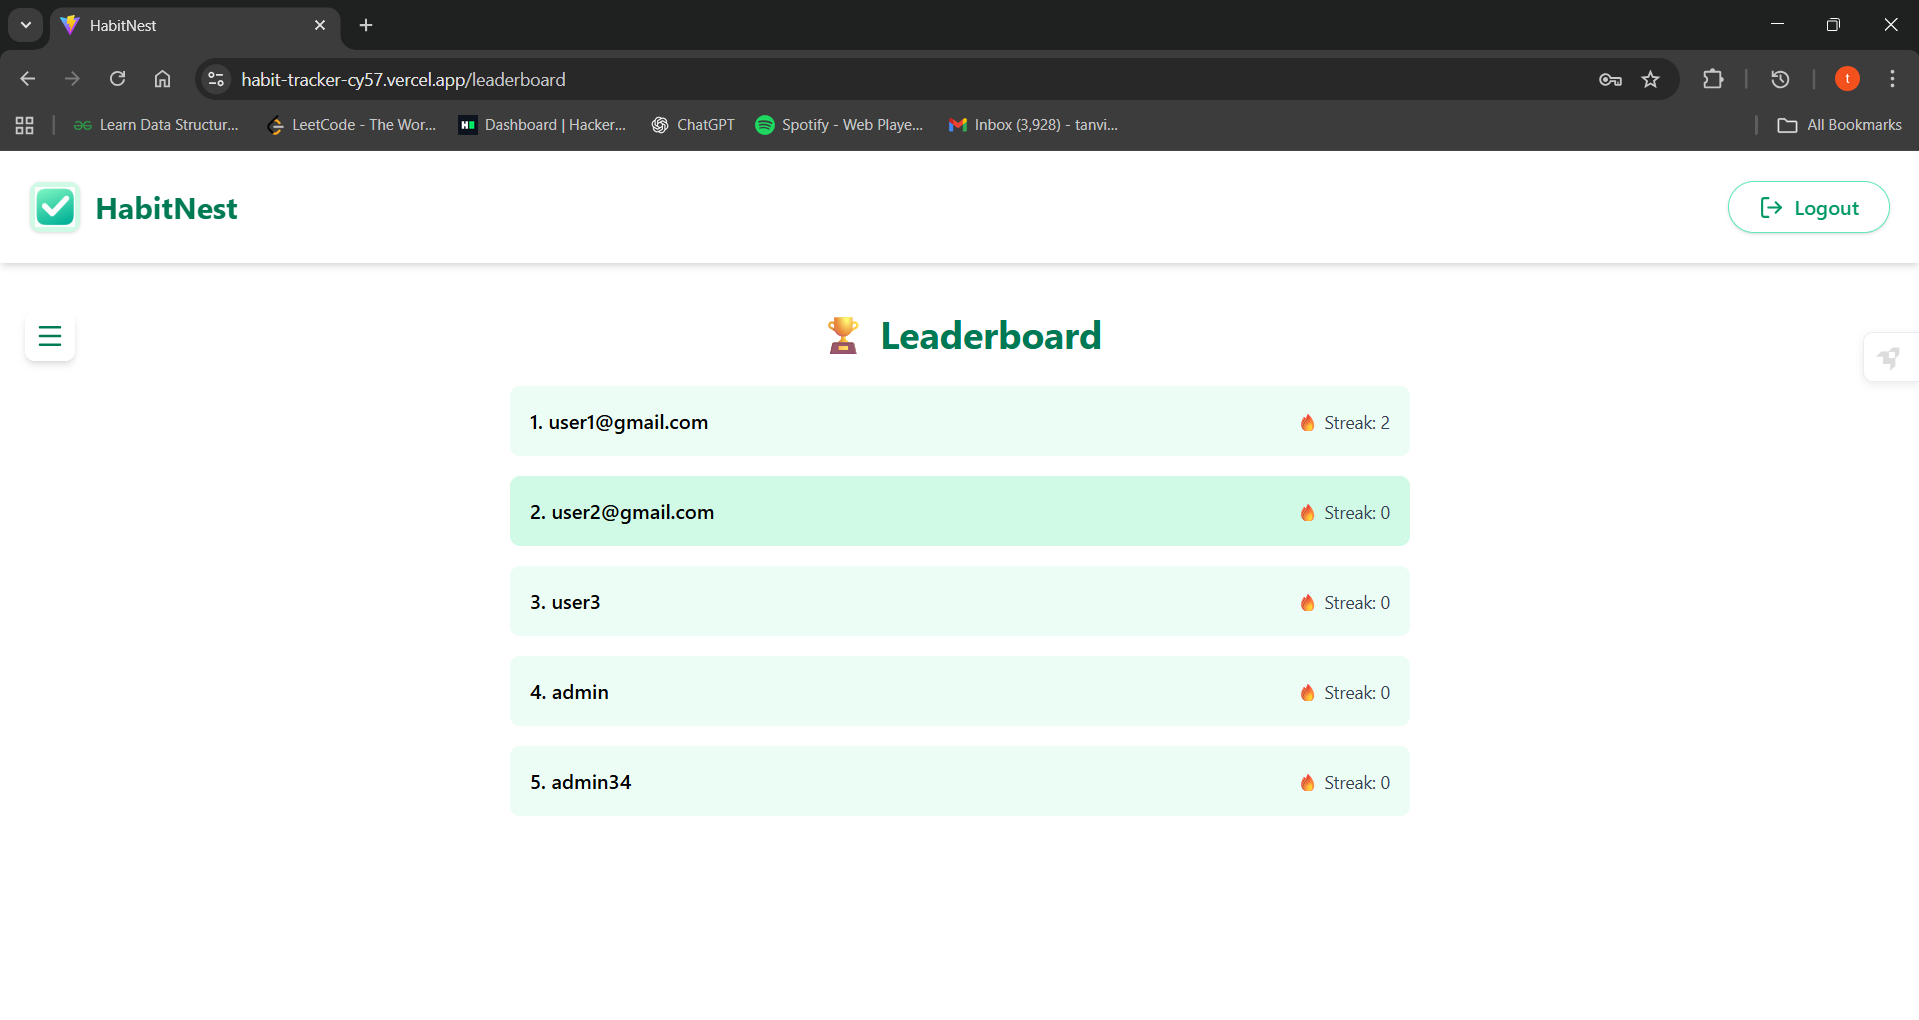 HabitNest
habit-tracker-cy57.vercel.app/leaderboard
t
Learn Data Structur... LeetCode - The Wor... Dashboard | Hacker... ChatGPT Spotify - Web Playe... Inbox (3,928) - tanvi... All Bookmarks
HabitNest
Logout
Leaderboard
1. user1@gmail.com Streak: 2
2. user2@gmail.com Streak: 0
3. user3 Streak: 0
4. admin Streak: 0
5. admin34 Streak: 0